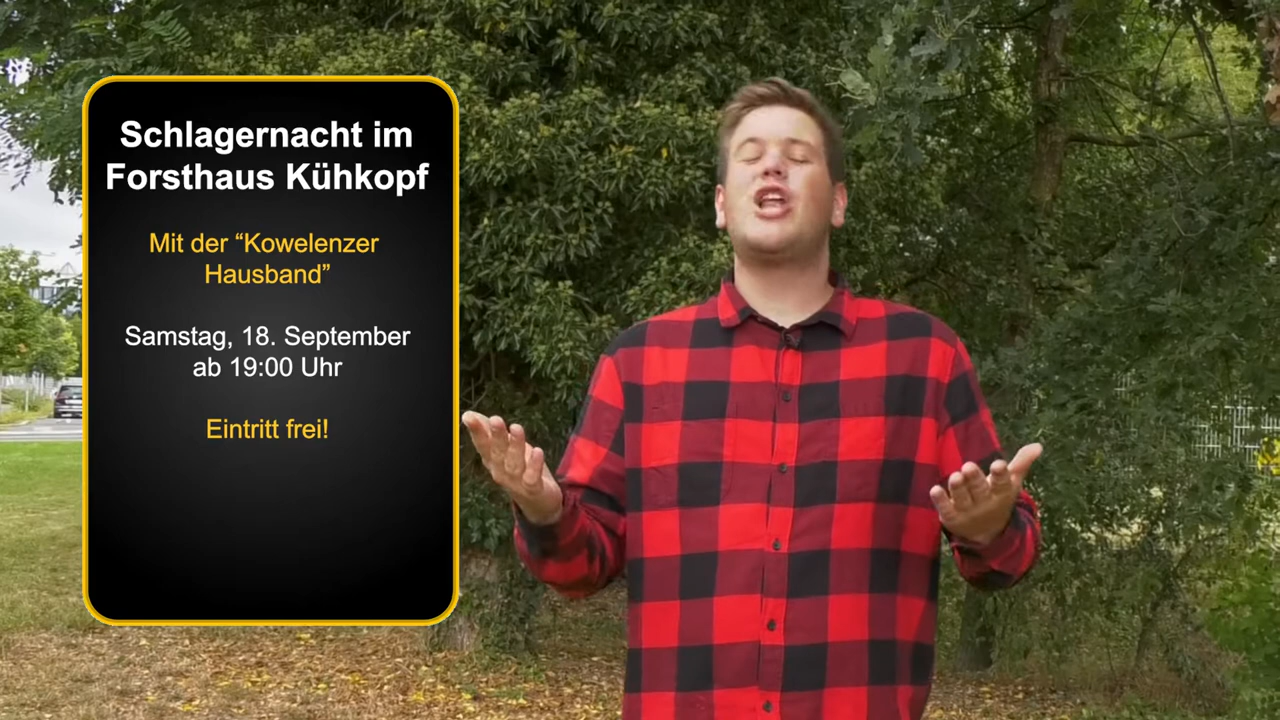 Schlagernacht im
Forsthaus Kühkopf
Mit der “Kowelenzer
Hausband”
Samstag, 18. September
ab 19:00 Uhr
Eintritt frei!